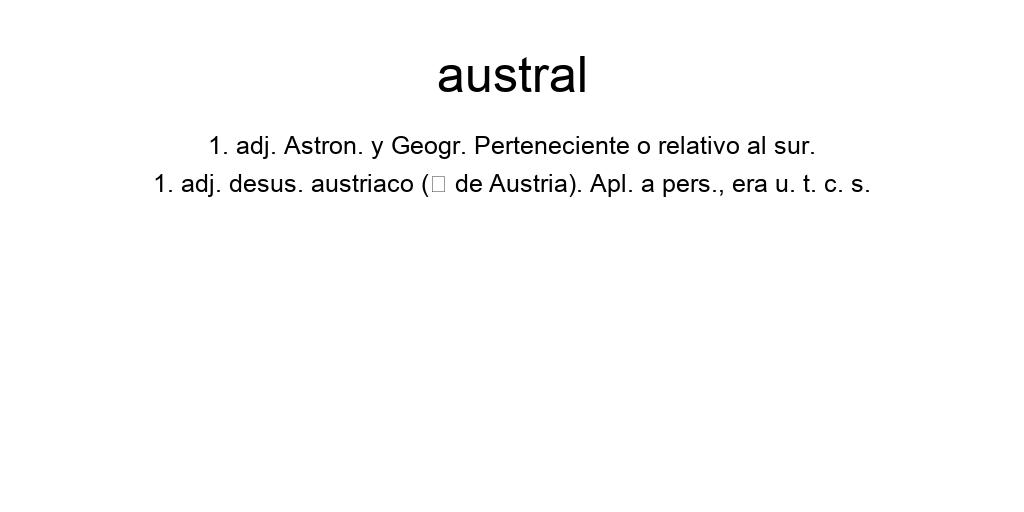 austral
1. adj. Astron. y Geogr. Perteneciente o relativo al sur.
1. adj. desus. austriaco (□ de Austria). Apl. a pers., era u. t. c. s.